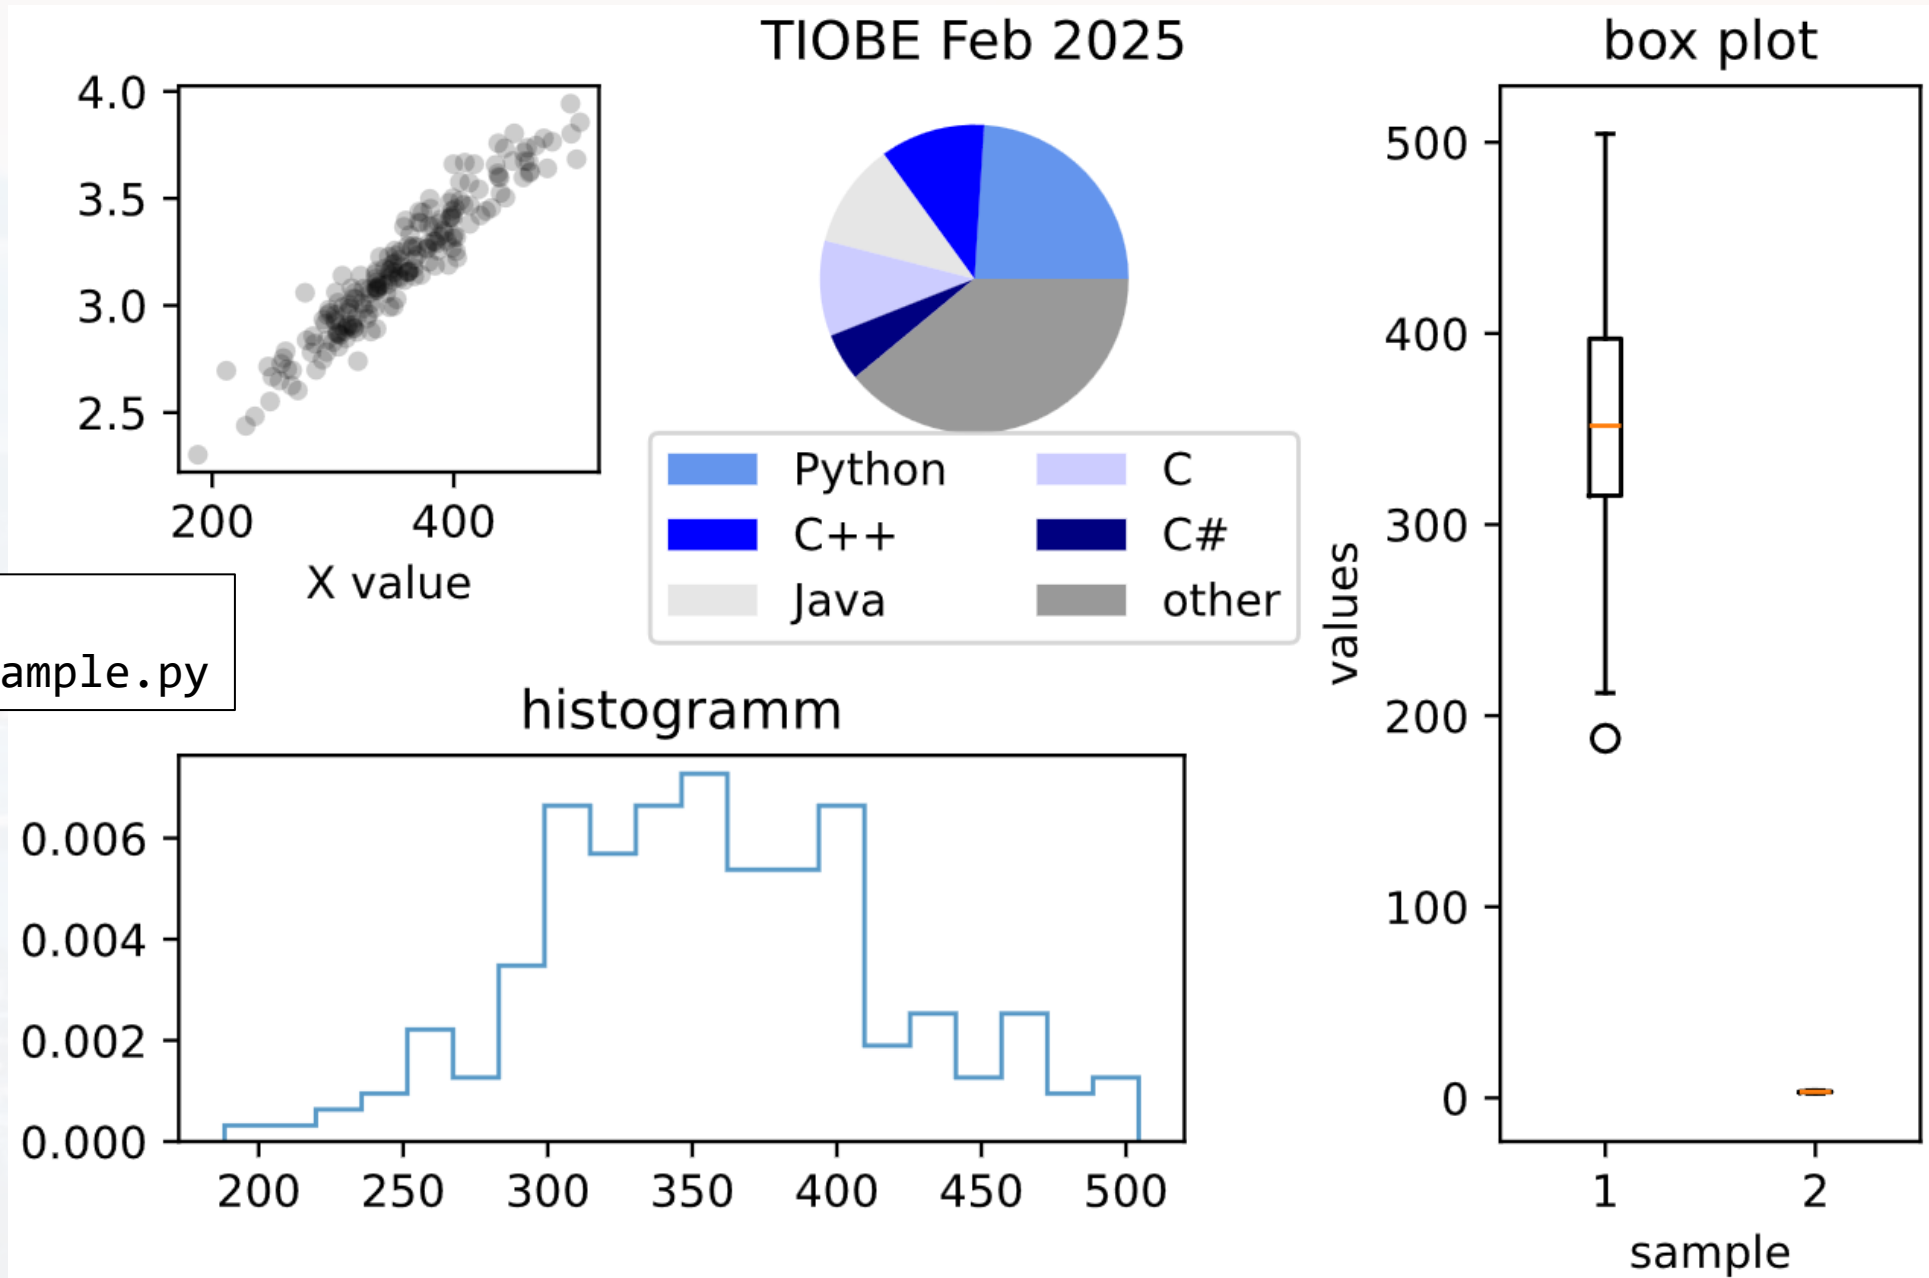 TIOBE Feb 2025
box plot
4.0
3.5
3.0
2.5
200 400
X value
Python
C++
Java
C
C#
other
ample.py
histogramm
0.006
0.004
0.002
0.000
200 250 300 350 400 450 500
values
500
400
300
200
100
0
1 2
sample